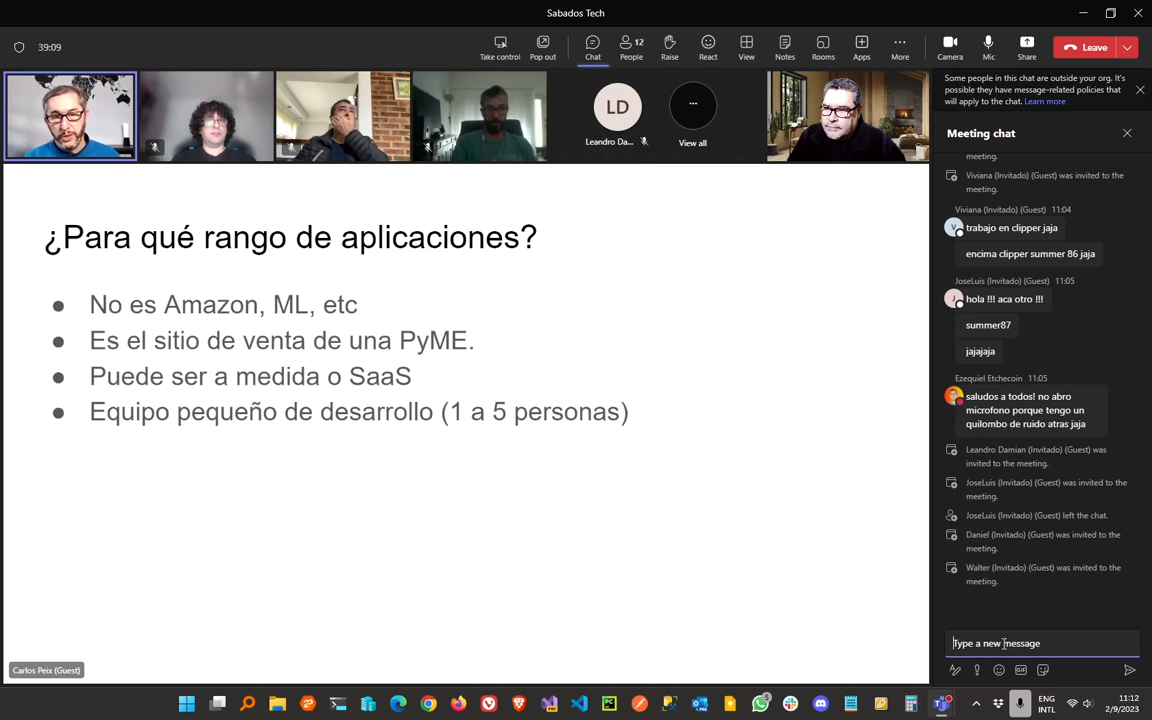 Sabados Tech
39:09
Take control
Pop out
Chat
12
People
Raise
React
View
Notes
Rooms
Apps
More
Camera
Mic
Share
Leave
LD
Leandro Da...
View all
Some people in this chat are outside your org. It's
possible they have message-related policies that
will apply to the chat. Learn more
Meeting chat
meeting.
Viviana (Invitado) (Guest) was invited to the
meeting.
Viviana (Invitado) (Guest) 11:04
V
trabajo en clipper jaja
encima clipper summer 86 jaja
JoseLuis (Invitado) (Guest) 11:05
J
hola !!! aca otro !!!
summer87
jajajaja
Ezequiel Etchecoin 11:05
saludos a todos! no abro
microfono porque tengo un
quilombo de ruido atras jaja
Leandro Damian (Invitado) (Guest) was
invited to the meeting.
JoseLuis (Invitado) (Guest) was invited to the
meeting.
JoseLuis (Invitado) (Guest) left the chat.
Daniel (Invitado) (Guest) was invited to the
meeting.
Walter (Invitado) (Guest) was invited to the
meeting.
Type a new message
GIF
¿Para qué rango de aplicaciones?
● No es Amazon, ML, etc
● Es el sitio de venta de una PyME.
● Puede ser a medida o SaaS
● Equipo pequeño de desarrollo (1 a 5 personas)
Carlos Peix (Guest)
ENG
INTL
11:12
2/9/2023